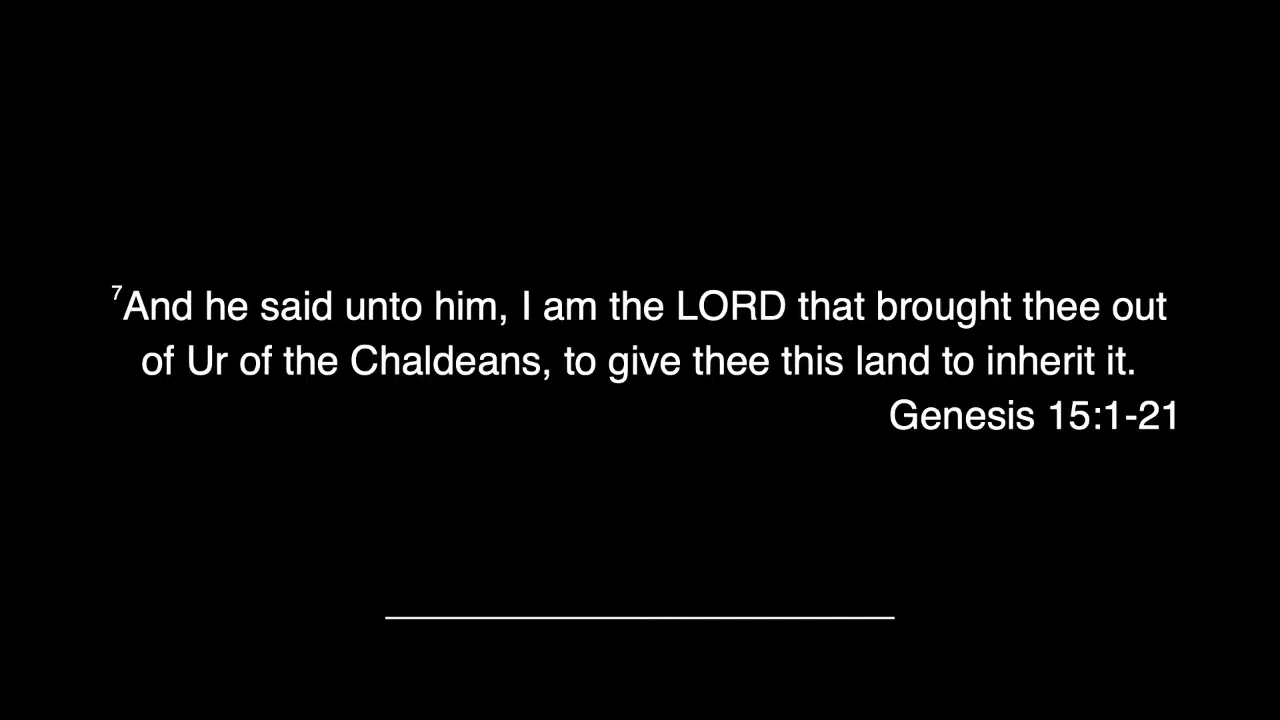 7And he said unto him, I am the LORD that brought thee out
of Ur of the Chaldeans, to give thee this land to inherit it.
Genesis 15:1-21